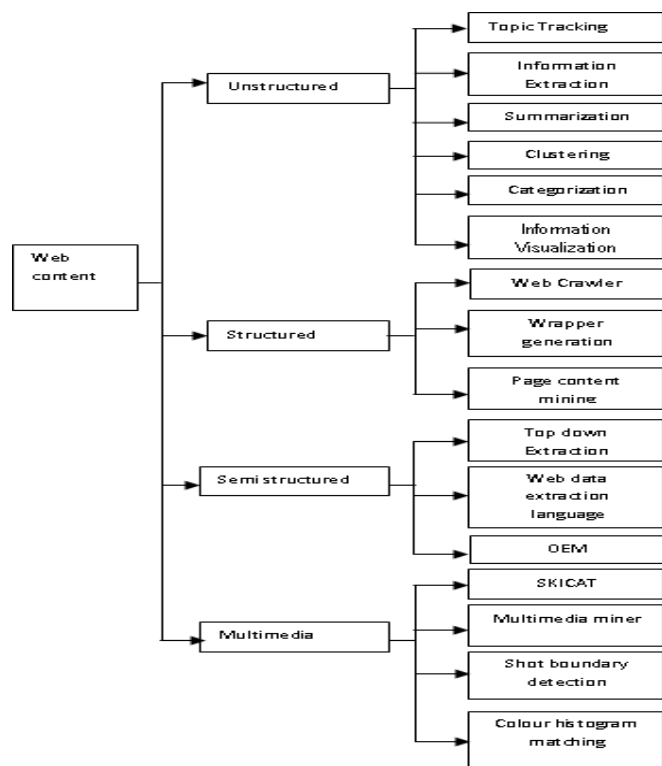 Web
content
Unstructured
Topic Tracking
Information
Extraction
Summarization
Clustering
Categorization
Information
Visualization
Structured
Web Crawler
Wrapper
generation
Page content
mining
Semistructured
Top down
Extraction
Web data
extraction
language
OEM
Multimedia
SKICAT
Multimedia miner
Shot boundary
detection
Colour histogram
matching